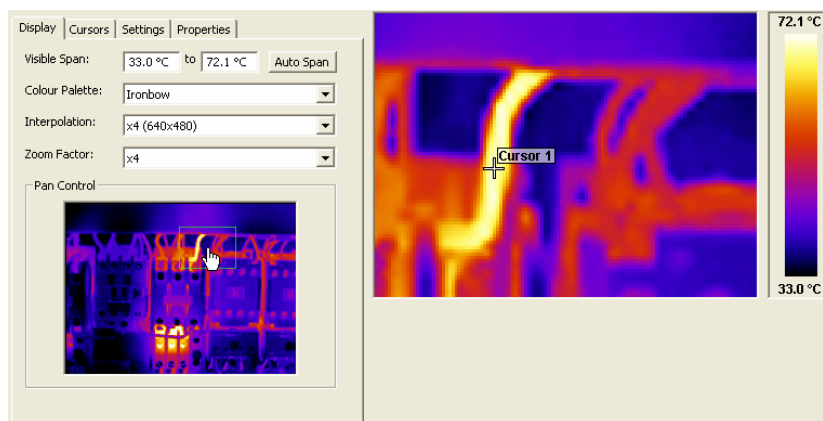 Display Cursors Settings Properties
Visible Span: 33.0 °C to 72.1 °C Auto Span
Colour Palette: Ironbow
Interpolation: x4 (640x480)
Zoom Factor: x4
Pan Control
Cursor 1
72.1 °C
33.0 °C